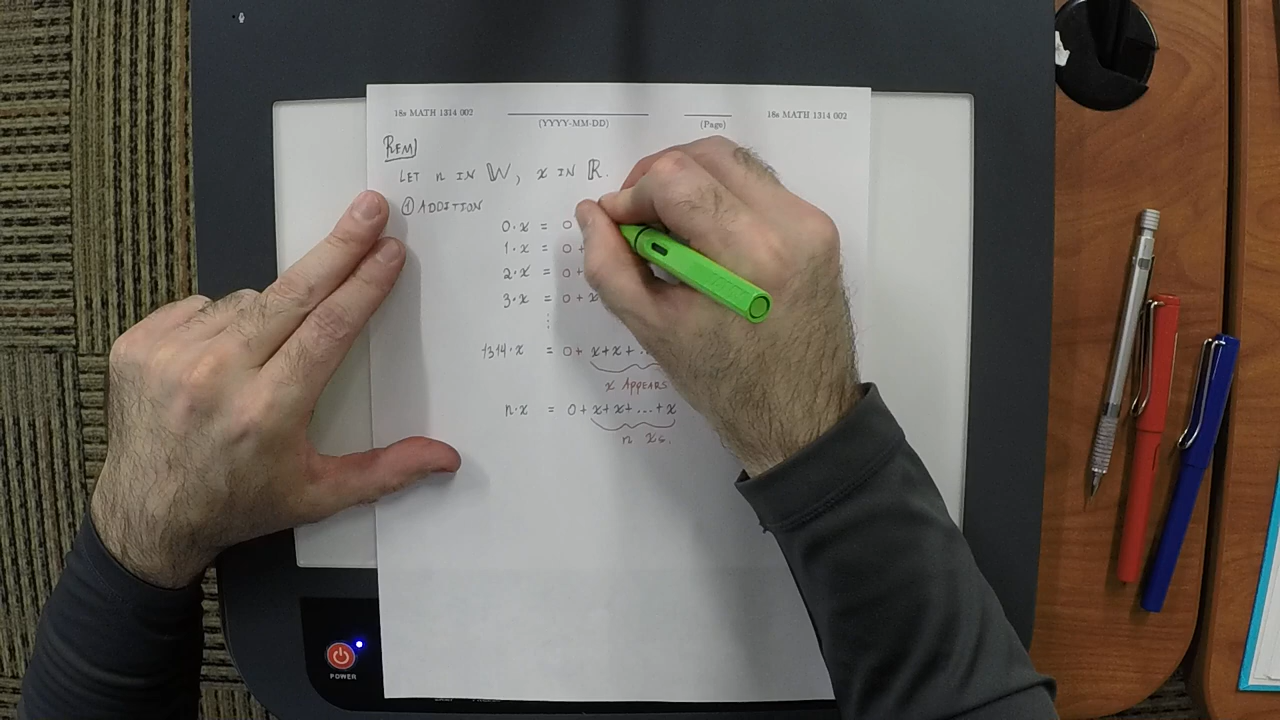 18s MATH 1314 002 (YYYY-MM-DD) (Page) 18s MATH 1314 002
REM
LET n IN 𝕎, x IN ℝ.
① ADDITION
0·x = 0
1·x = 0 +
2·x = 0 +
3·x = 0 + x
⋮
1314·x = 0 + x + x + ..
x APPEARS
n·x = 0 + x + x + ... + x
n xs.
POWER